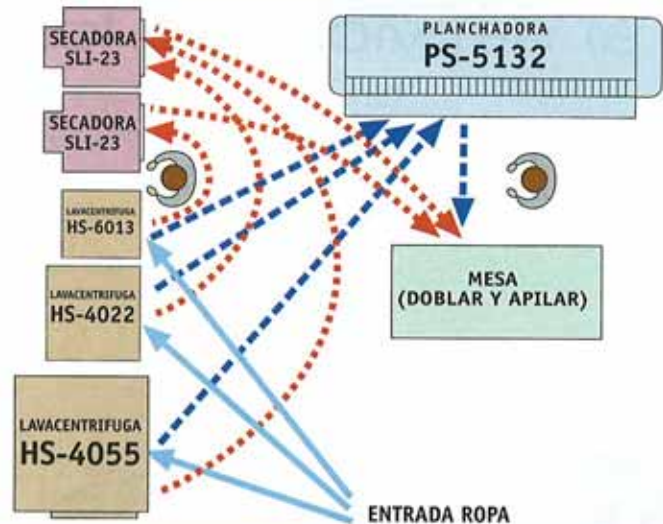 SECADORA
SLI-23
SECADORA
SLI-23
LAVACENTRIFUGA
HS-6013
LAVACENTRIFUGA
HS-4022
LAVACENTRIFUGA
HS-4055
PLANCHADORA
PS-5132
MESA
(DOBLAR Y APILAR)
ENTRADA ROPA